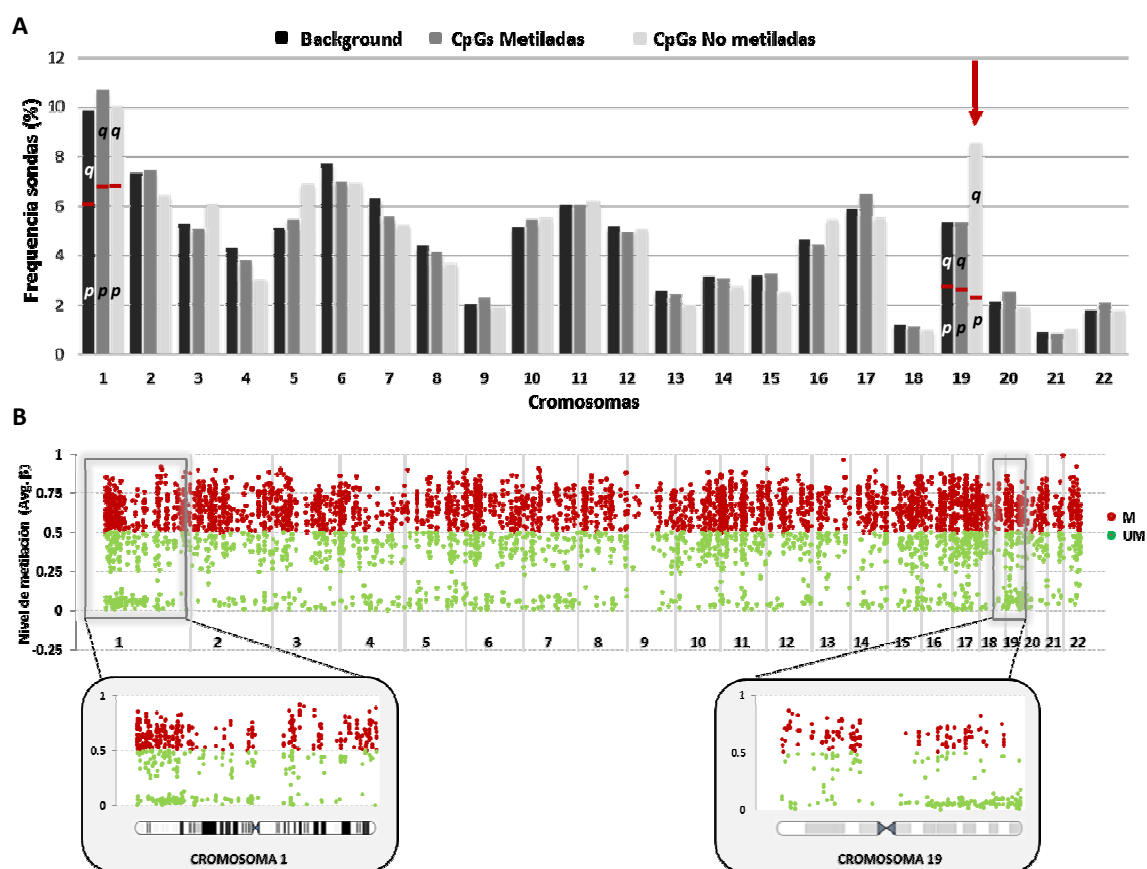 A
Background CpGs Metiladas CpGs No metiladas
Frequencia sondas (%)
12
10
8
6
4
2
0
q q q
p p p
q q q
p p p
1 2 3 4 5 6 7 8 9 10 11 12 13 14 15 16 17 18 19 20 21 22
Cromosomas
B
Nivel de metilación (Avg. β)
1
0.75
0.5
0.25
0
-0.25
M
UM
1 2 3 4 5 6 7 8 9 10 11 12 13 14 15 16 17 18 19 20 21 22
1
0.5
0
CROMOSOMA 1
1
0.5
0
CROMOSOMA 19